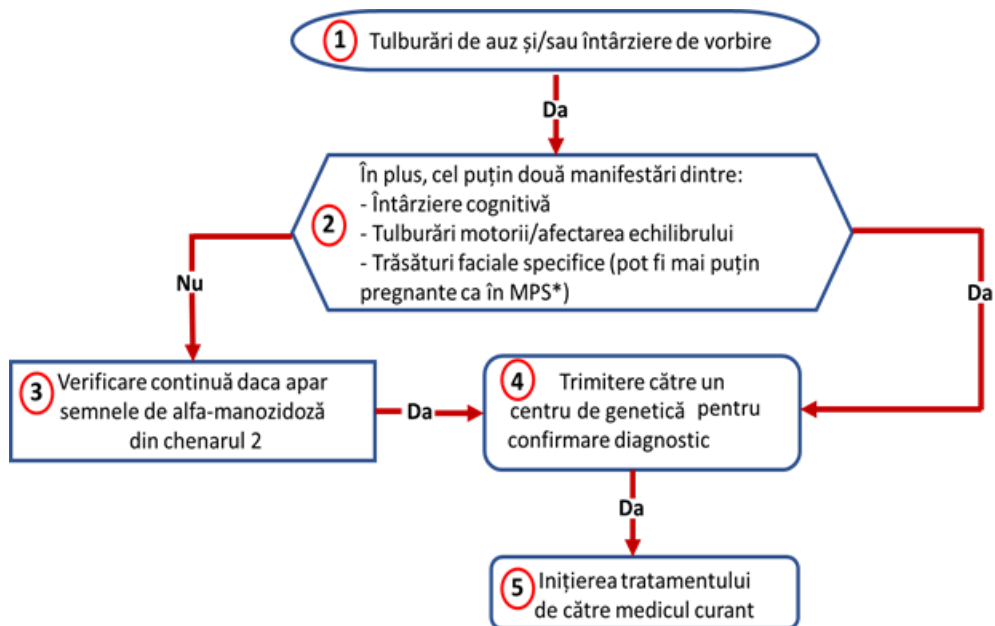 1 Tulburări de auz și/sau întârziere de vorbire
Da
În plus, cel puțin două manifestări dintre:
- Întârziere cognitivă
2 - Tulburări motorii/afectarea echilibrului
- Trăsături faciale specifice (pot fi mai puțin
pregnante ca în MPS*)
Nu
Da
3 Verificare continuă daca apar
semnele de alfa-manozidoză
din chenarul 2
Da
4 Trimitere către un
centru de genetică pentru
confirmare diagnostic
Da
5 Inițierea tratamentului
de către medicul curant